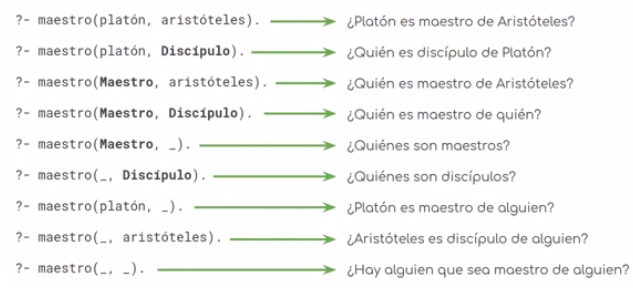 ?- maestro(platón, aristóteles). ¿Platón es maestro de Aristóteles?
?- maestro(platón, Discípulo). ¿Quién es discípulo de Platón?
?- maestro(Maestro, aristóteles). ¿Quién es maestro de Aristóteles?
?- maestro(Maestro, Discípulo). ¿Quién es maestro de quién?
?- maestro(Maestro, _). ¿Quiénes son maestros?
?- maestro(_, Discípulo). ¿Quiénes son discípulos?
?- maestro(platón, _). ¿Platón es maestro de alguien?
?- maestro(_, aristóteles). ¿Aristóteles es discípulo de alguien?
?- maestro(_, _). ¿Hay alguien que sea maestro de alguien?